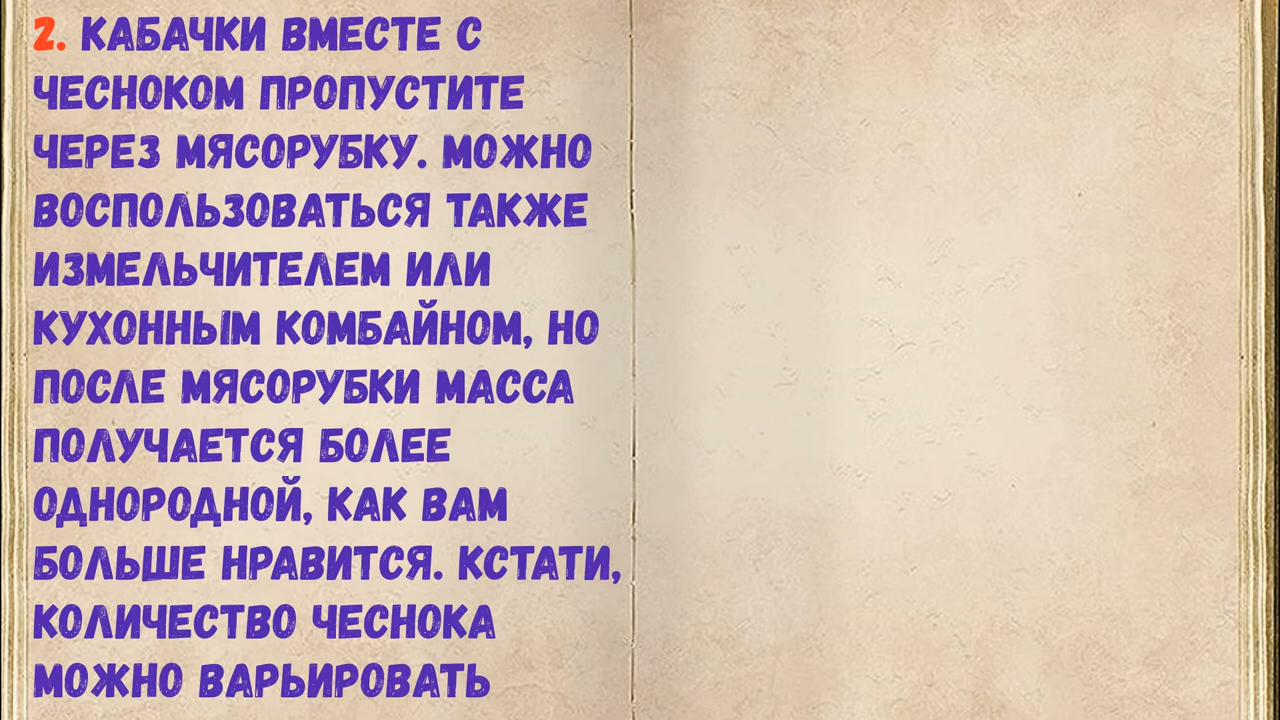 2. КАБАЧКИ ВМЕСТЕ С
ЧЕСНОКОМ ПРОПУСТИТЕ
ЧЕРЕЗ МЯСОРУБКУ. МОЖНО
ВОСПОЛЬЗОВАТЬСЯ ТАКЖЕ
ИЗМЕЛЬЧИТЕЛЕМ ИЛИ
КУХОННЫМ КОМБАЙНОМ, НО
ПОСЛЕ МЯСОРУБКИ МАССА
ПОЛУЧАЕТСЯ БОЛЕЕ
ОДНОРОДНОЙ, КАК ВАМ
БОЛЬШЕ НРАВИТСЯ. КСТАТИ,
КОЛИЧЕСТВО ЧЕСНОКА
МОЖНО ВАРЬИРОВАТЬ